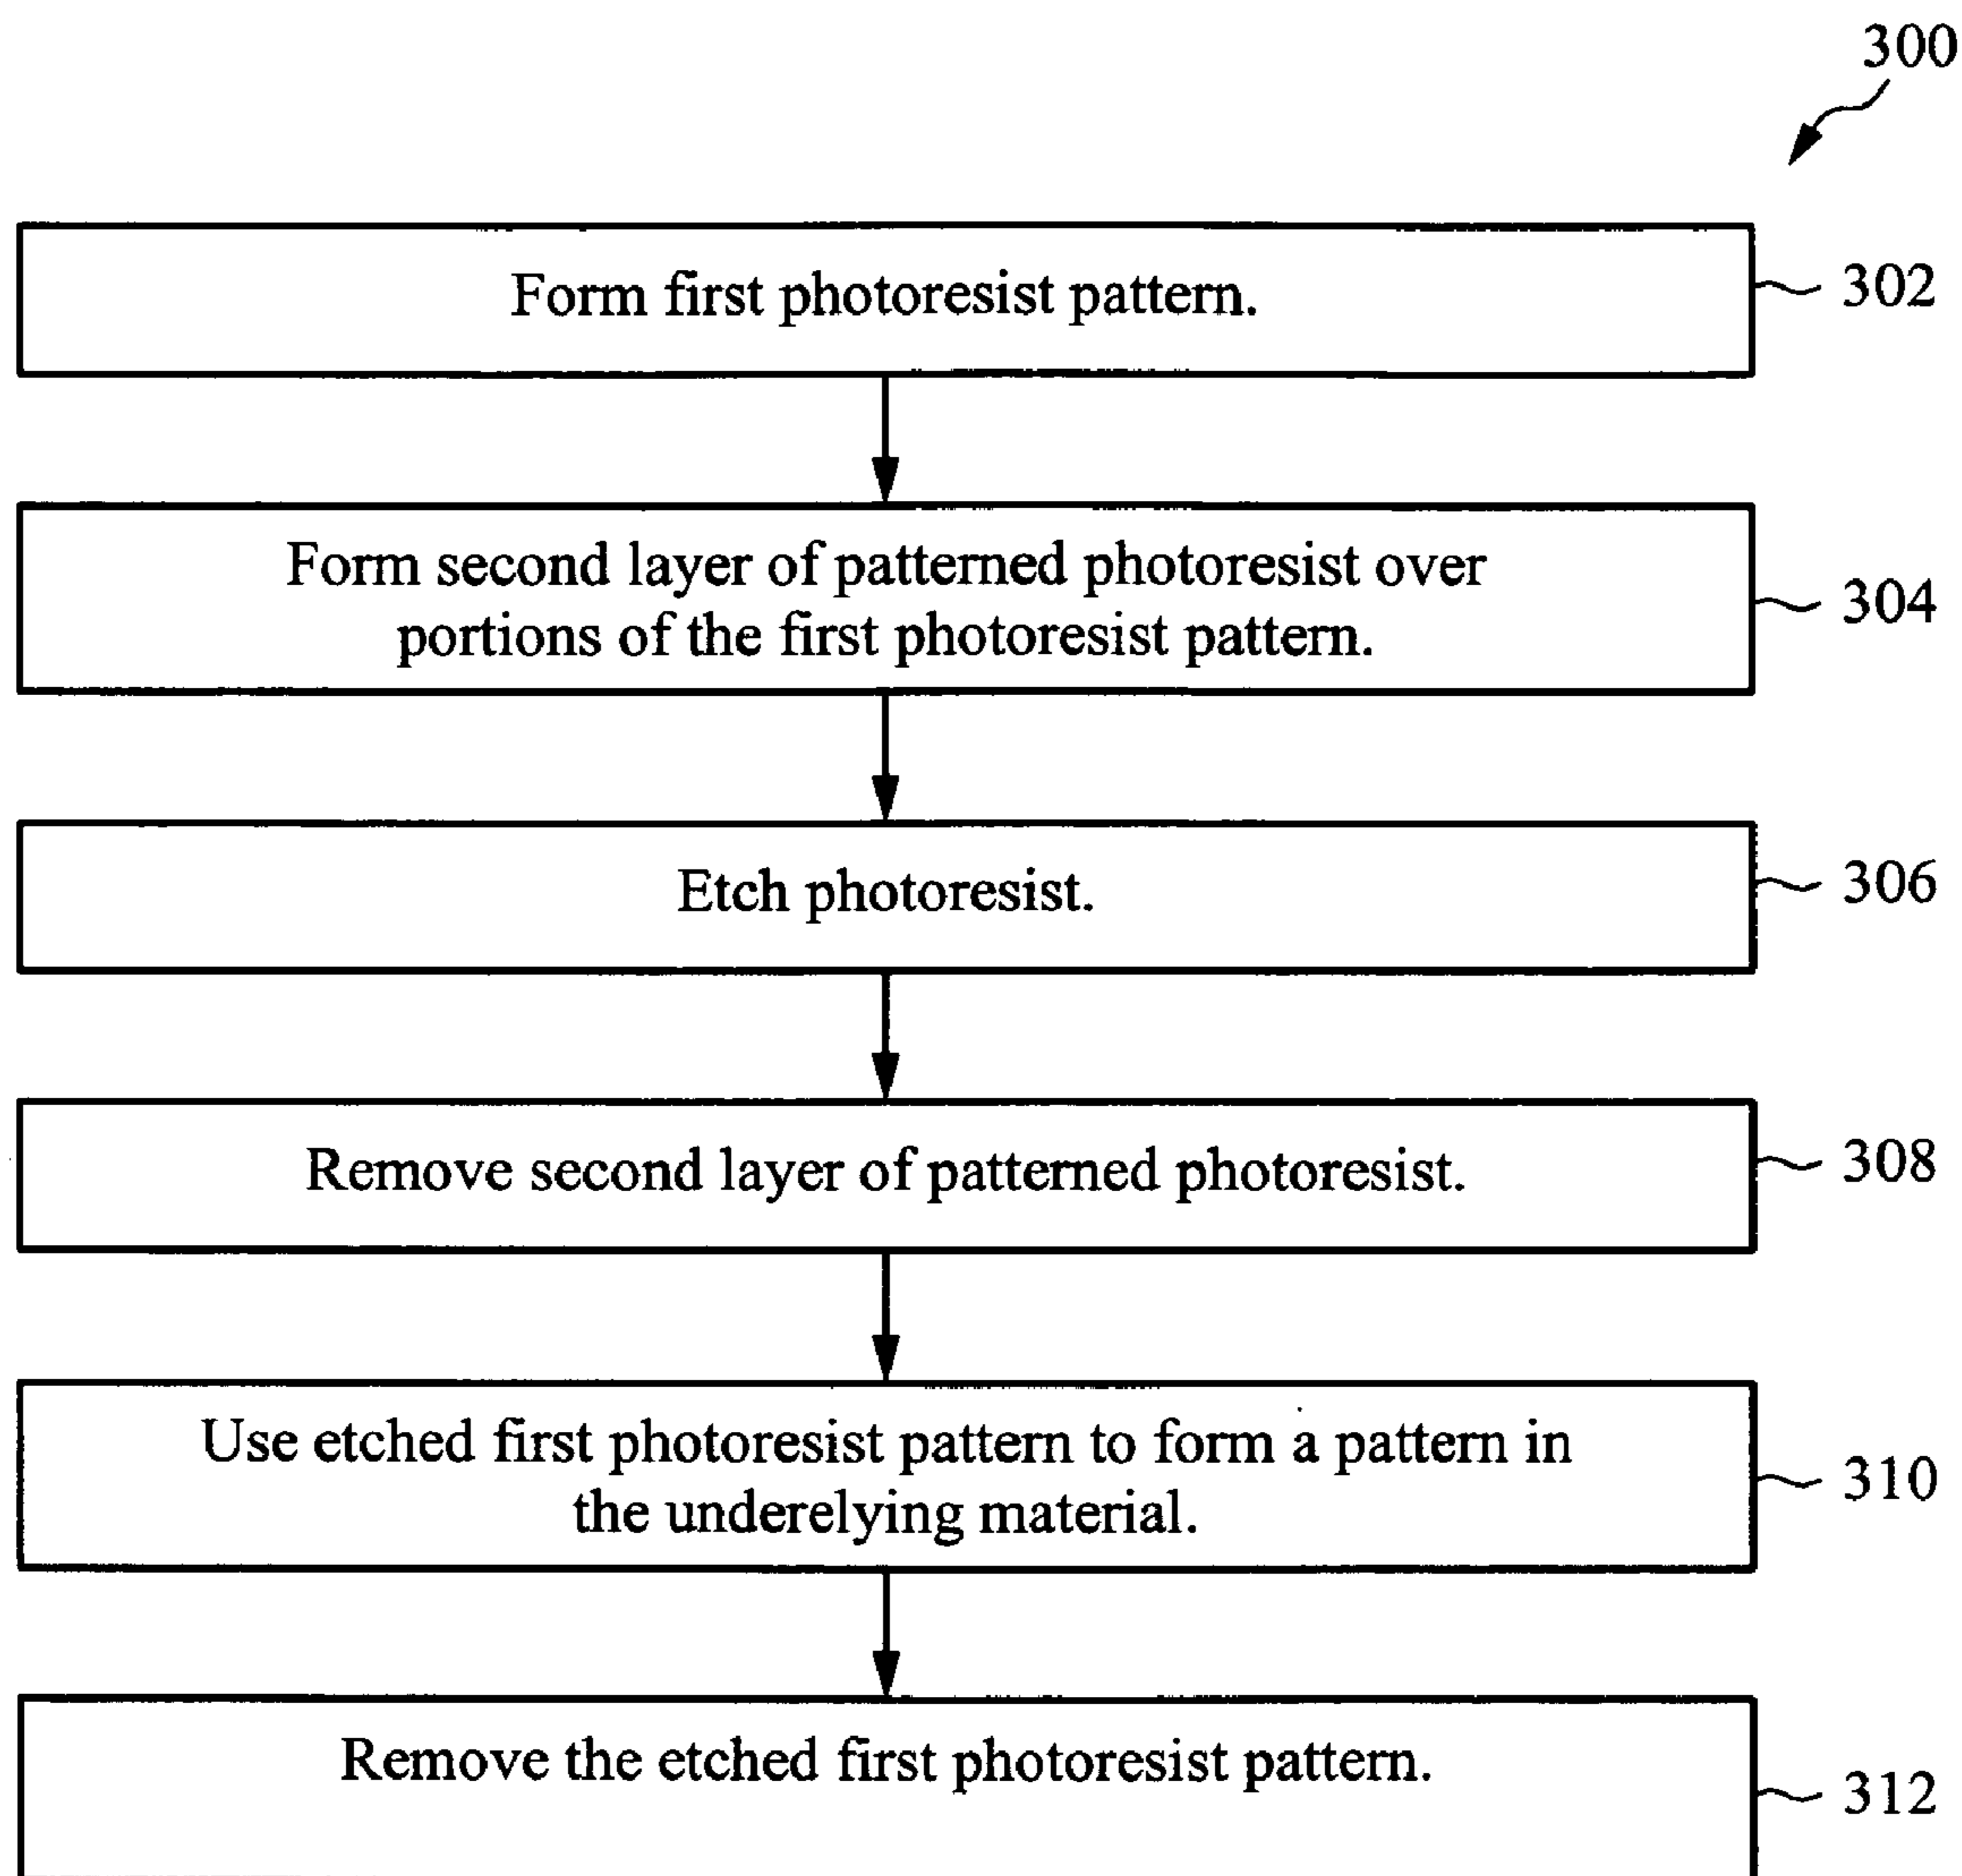 300
Form first photoresist pattern.
302
Form second layer of patterned photoresist over
portions of the first photoresist pattern.
304
Etch photoresist.
306
Remove second layer of patterned photoresist.
308
Use etched first photoresist pattern to form a pattern in
the underelying material.
310
Remove the etched first photoresist pattern.
312